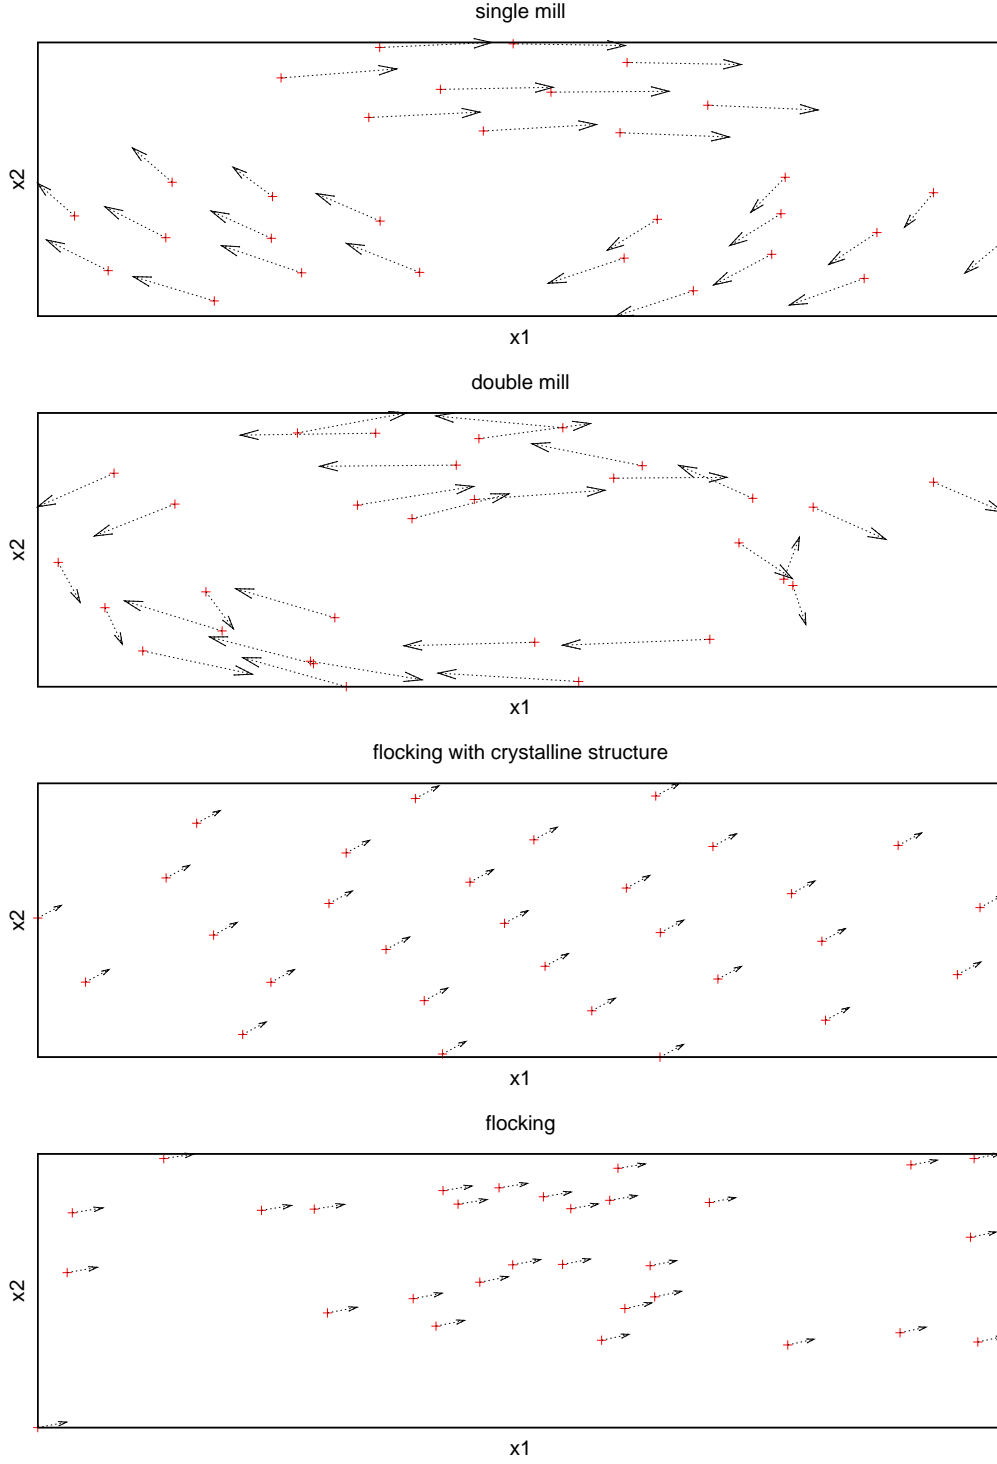 single mill
x2
x1
double mill
x2
x1
flocking with crystalline structure
x2
x1
flocking
x2
x1